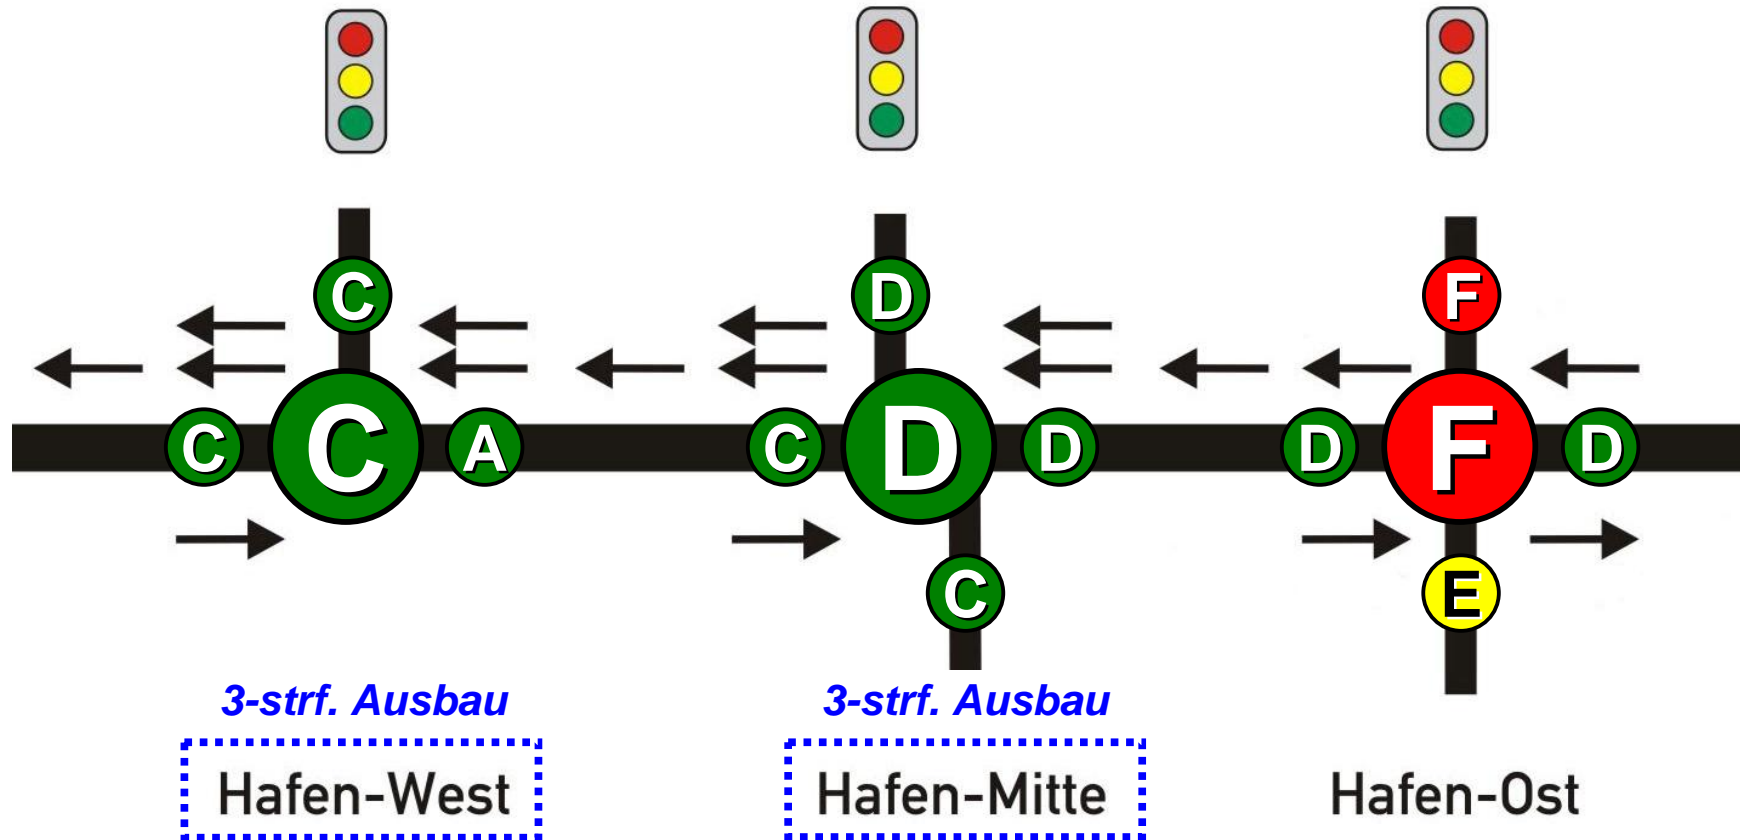 C
D
F
C
C
A
C
D
D
D
F
D
C
E
3-strf. Ausbau
3-strf. Ausbau
Hafen-West
Hafen-Mitte
Hafen-Ost